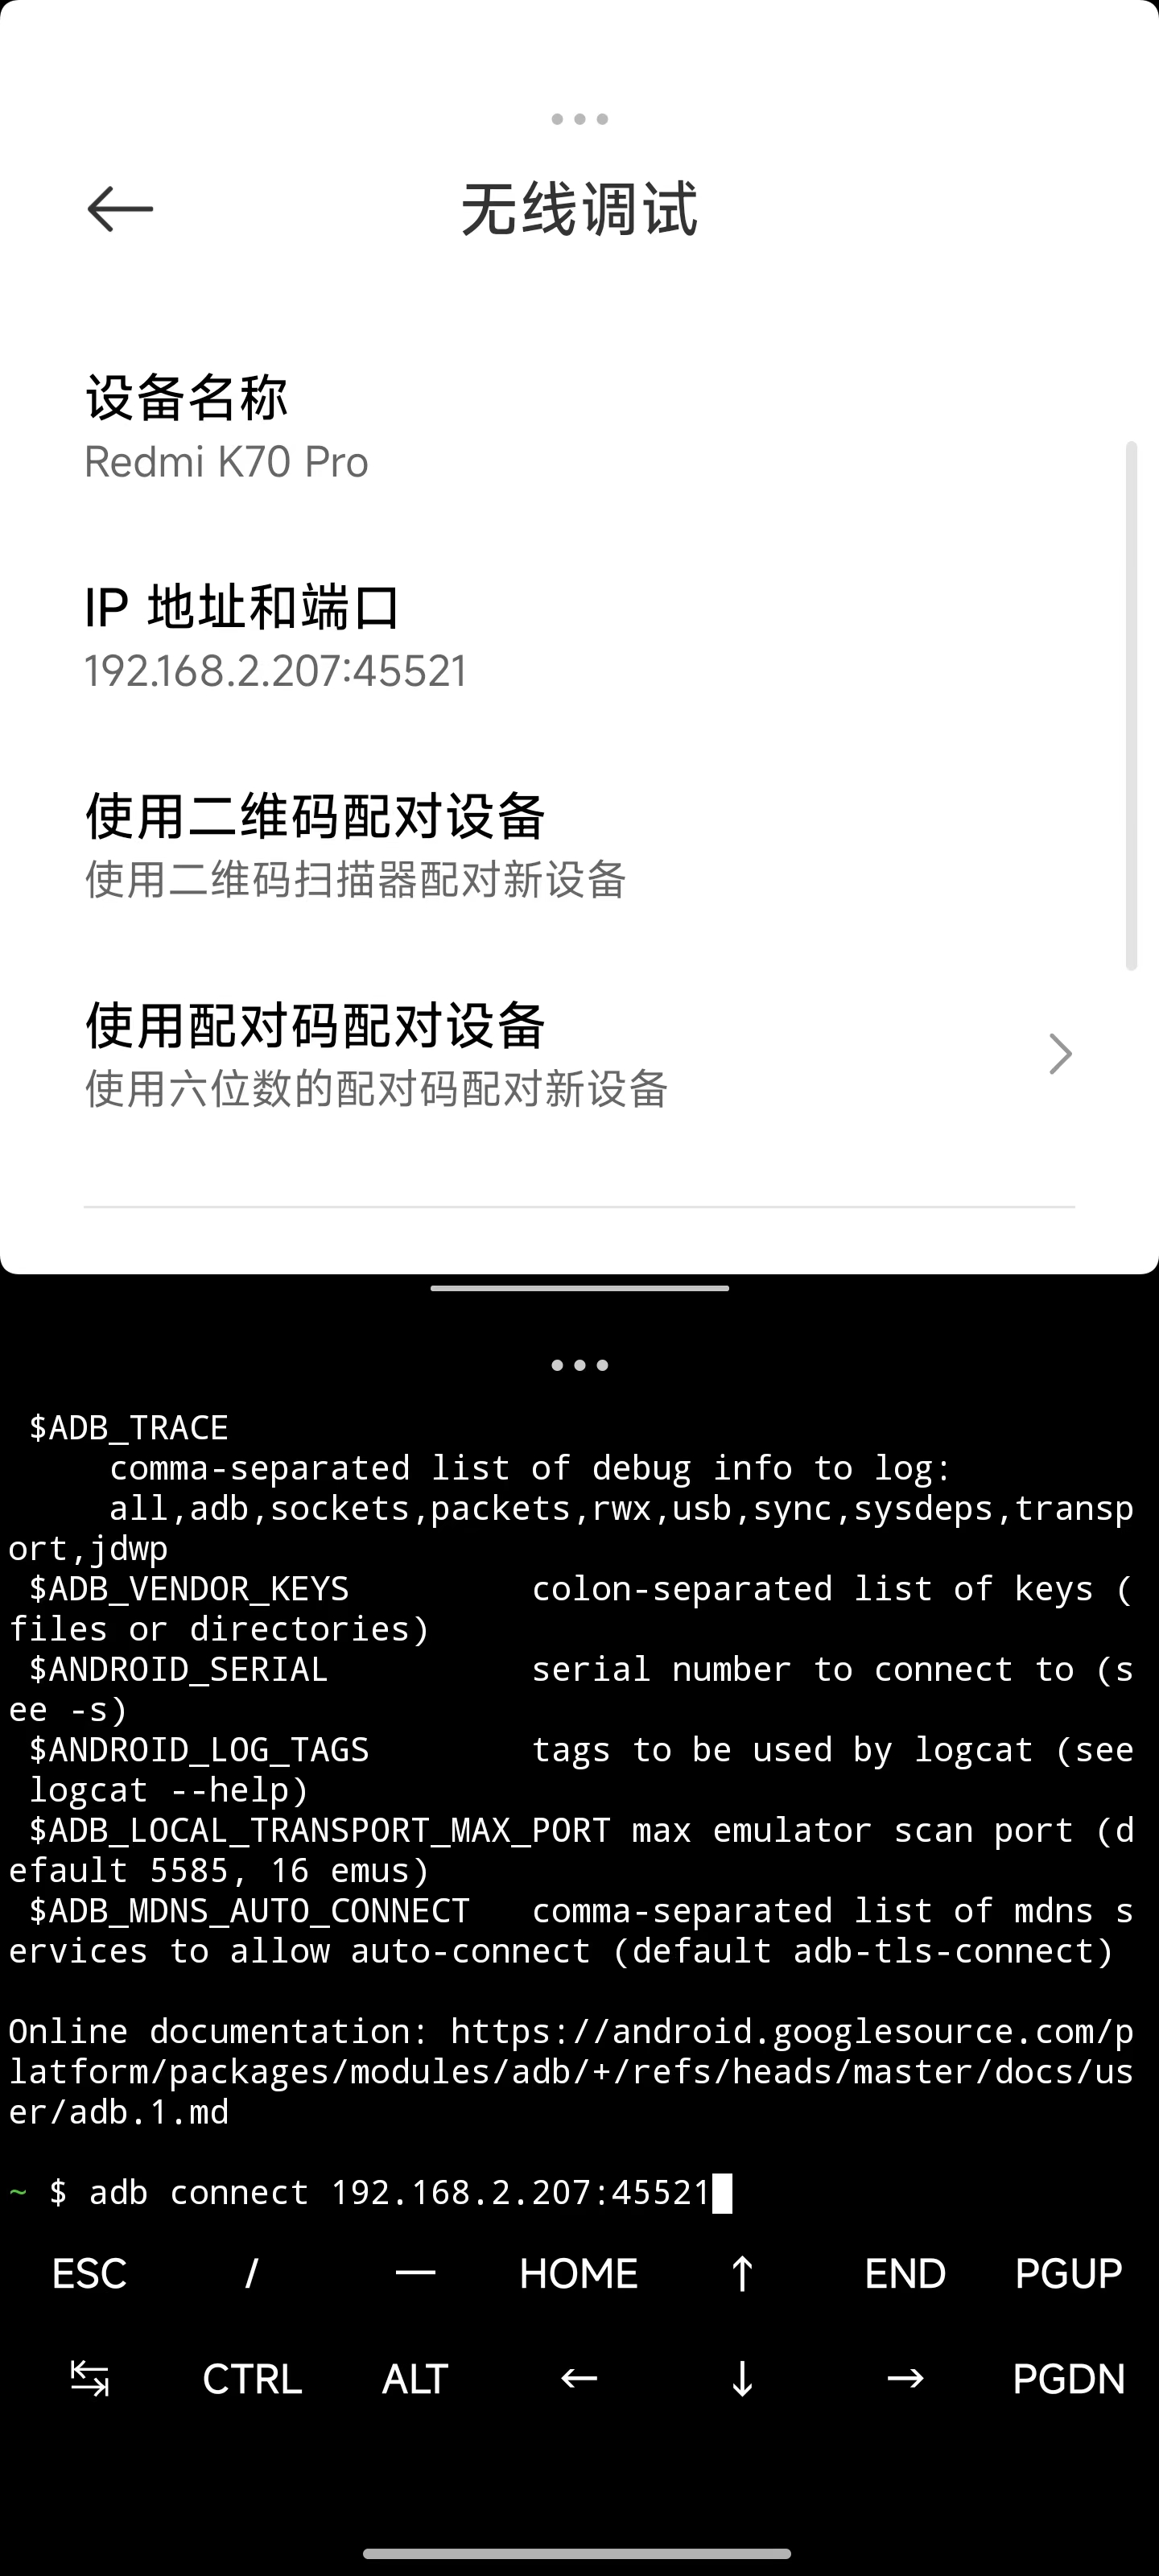 无线调试
设备名称
Redmi K70 Pro
IP 地址和端口
192.168.2.207:45521
使用二维码配对设备
使用二维码扫描器配对新设备
使用配对码配对设备
使用六位数的配对码配对新设备
$ADB_TRACE
comma-separated list of debug info to log:
all,adb,sockets,packets,rwx,usb,sync,sysdeps,transp
ort,jdwp
$ADB_VENDOR_KEYS colon-separated list of keys (
files or directories)
$ANDROID_SERIAL serial number to connect to (s
ee -s)
$ANDROID_LOG_TAGS tags to be used by logcat (see
logcat --help)
$ADB_LOCAL_TRANSPORT_MAX_PORT max emulator scan port (d
efault 5585, 16 emus)
$ADB_MDNS_AUTO_CONNECT comma-separated list of mdns s
ervices to allow auto-connect (default adb-tls-connect)
Online documentation: https://android.googlesource.com/p
latform/packages/modules/adb/+/refs/heads/master/docs/us
er/adb.1.md
~ $ adb connect 192.168.2.207:45521
ESC / — HOME ↑ END PGUP
↹ CTRL ALT ← ↓ → PGDN